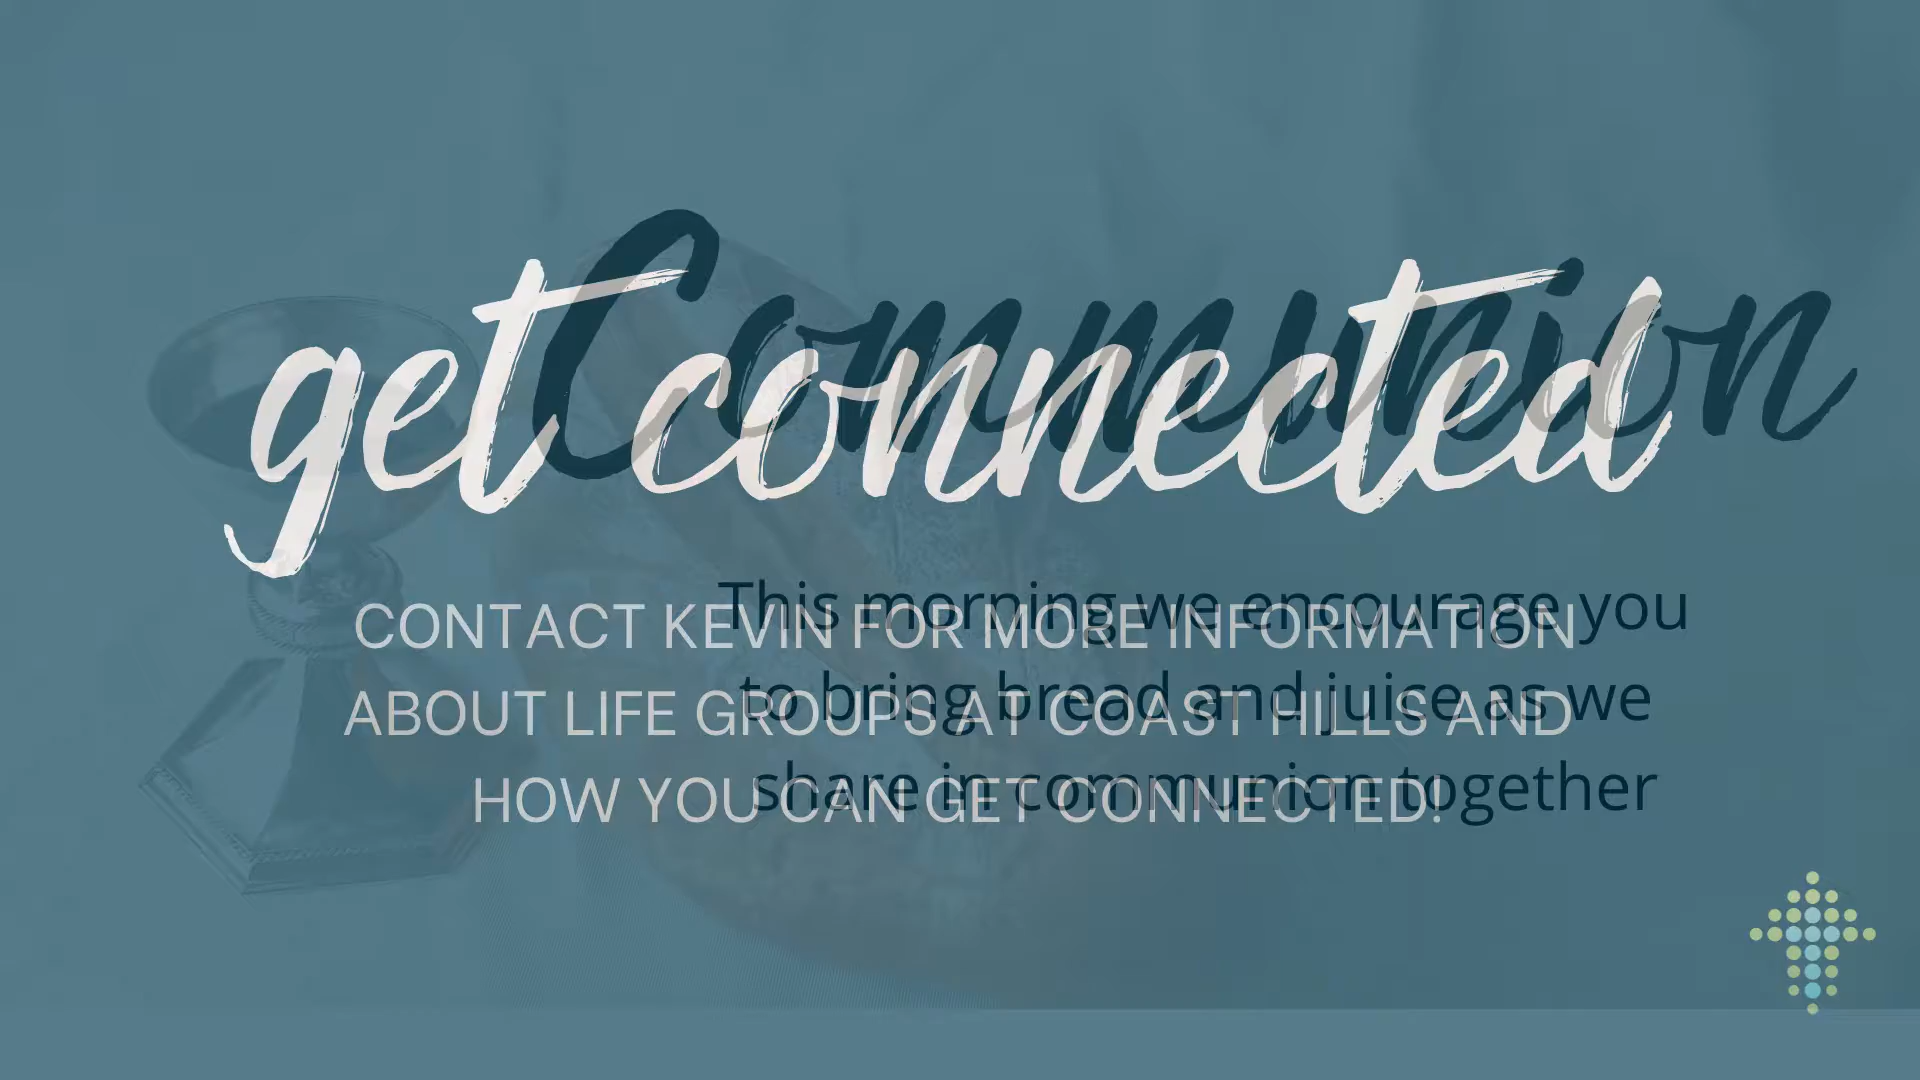 get connected
CONTACT KEVIN FOR MORE INFORMATION
ABOUT LIFE GROUPS AT COAST HILLS AND
HOW YOU CAN GET CONNECTED!
Communion
This morning we encourage you
to bring bread and juice as we
share in communion together